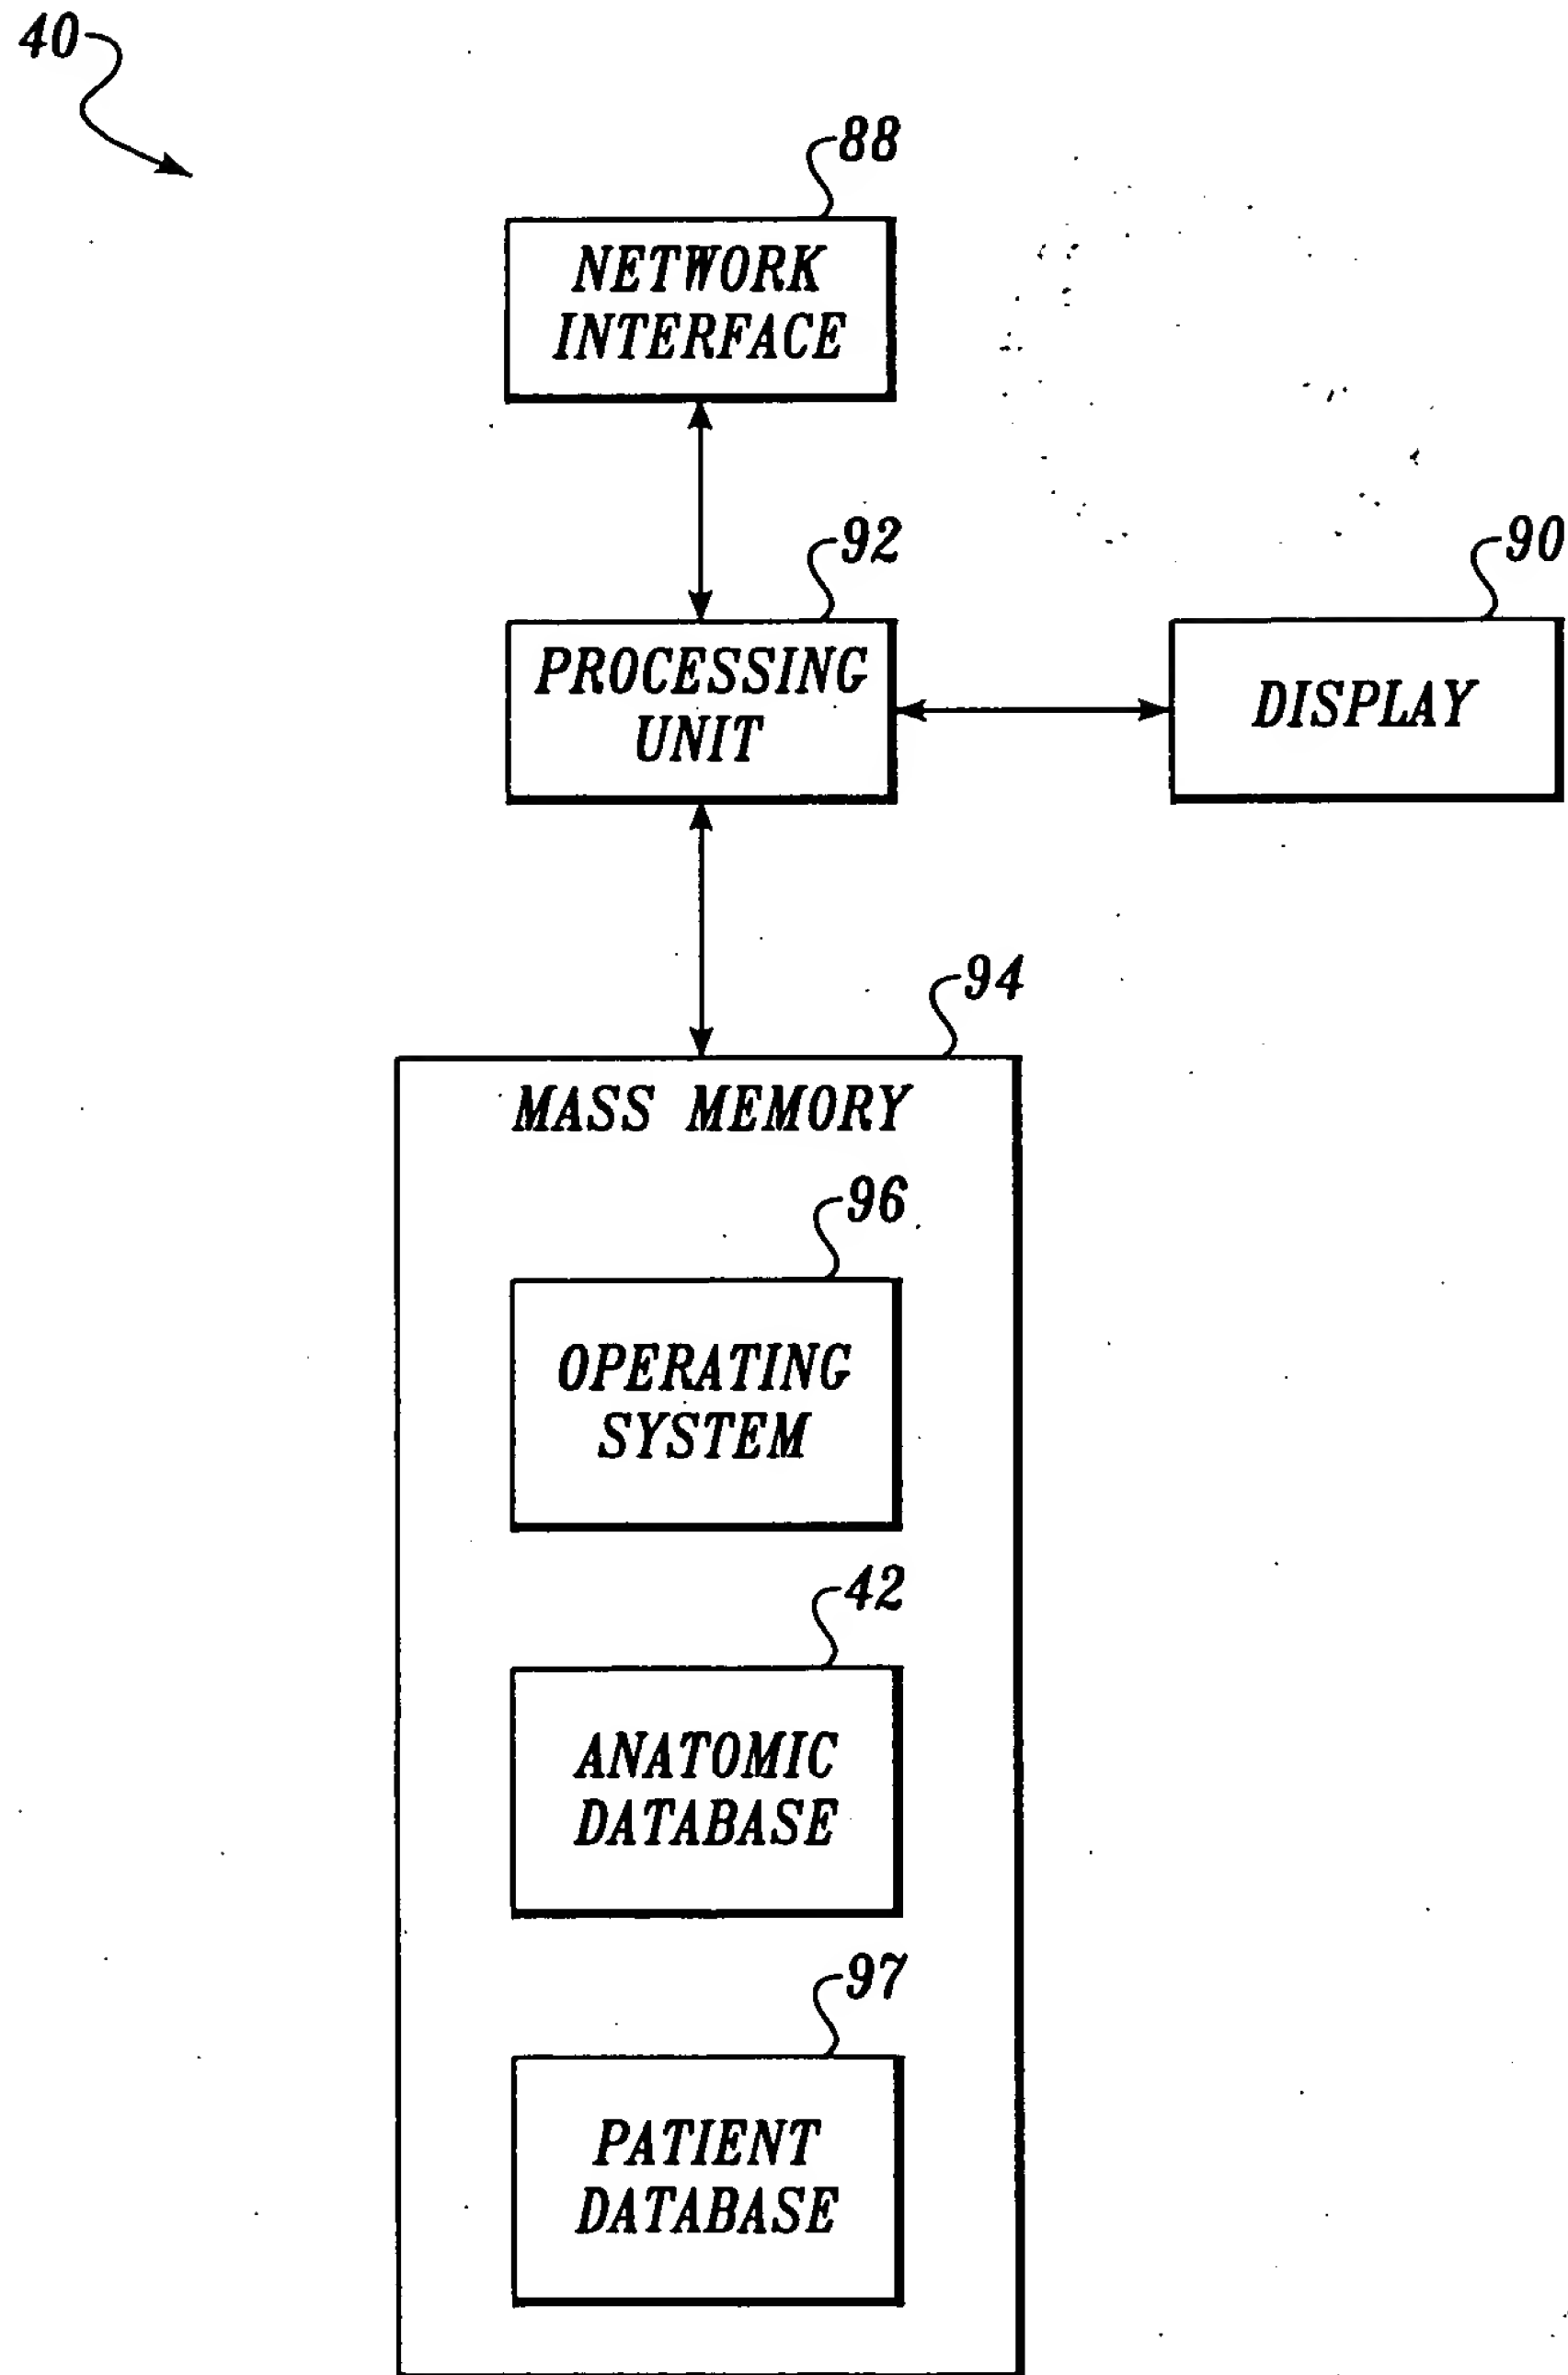 40
88
NETWORK
INTERFACE
92
90
PROCESSING
UNIT
DISPLAY
94
MASS MEMORY
96
OPERATING
SYSTEM
42
ANATOMIC
DATABASE
97
PATIENT
DATABASE